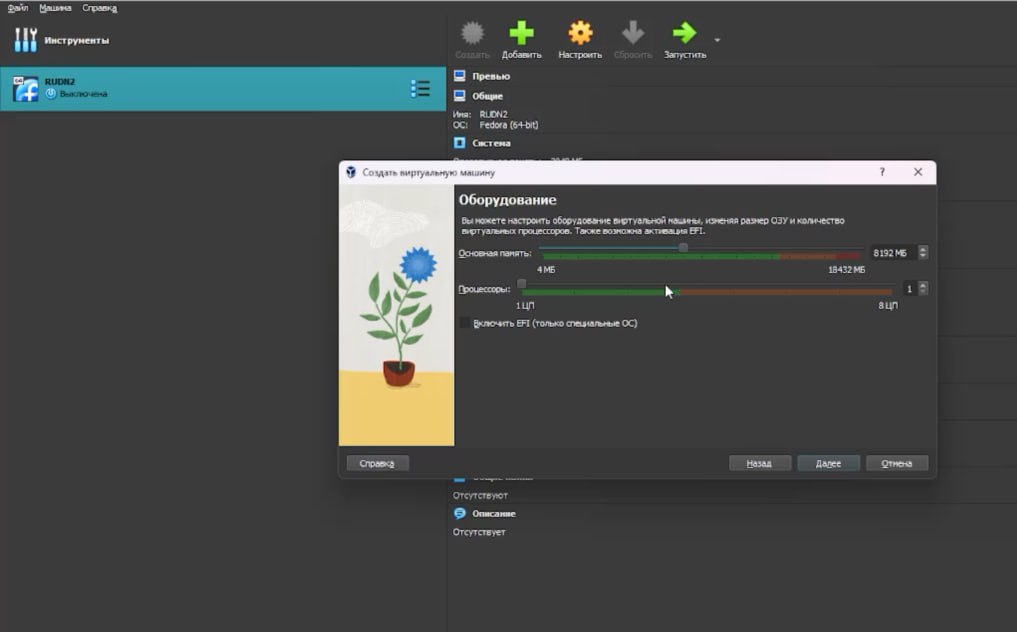 Файл Машина Справка
Инструменты
RUDN2
Выключена
Создать Добавить Настроить Сбросить Запустить
Превью
Общие
Имя: RUDN2
ОС: Fedora (64-bit)
Система
Создать виртуальную машину
?
Оборудование
Вы можете настроить оборудование виртуальной машины, изменяя размер ОЗУ и количество
виртуальных процессоров. Также возможна активация EFI.
Основная память: 8192 МБ
4 МБ 18432 МБ
Процессоры: 1
1 ЦП 8 ЦП
Включить EFI (только специальные ОС)
Справка Назад Далее Отмена
Отсутствуют
Описание
Отсутствует